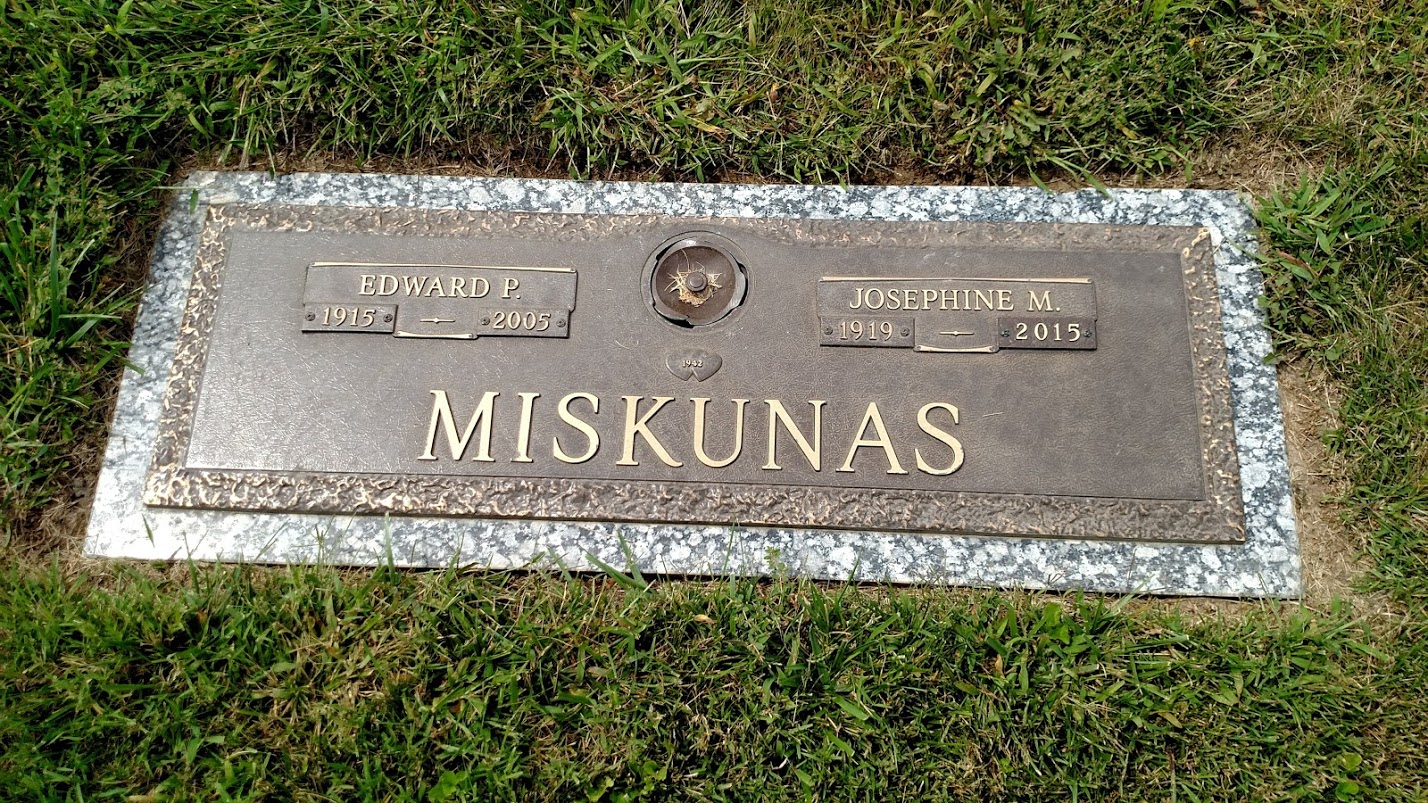 EDWARD P.
1915 – 2005
JOSEPHINE M.
1919 – 2015
1942
MISKUNAS